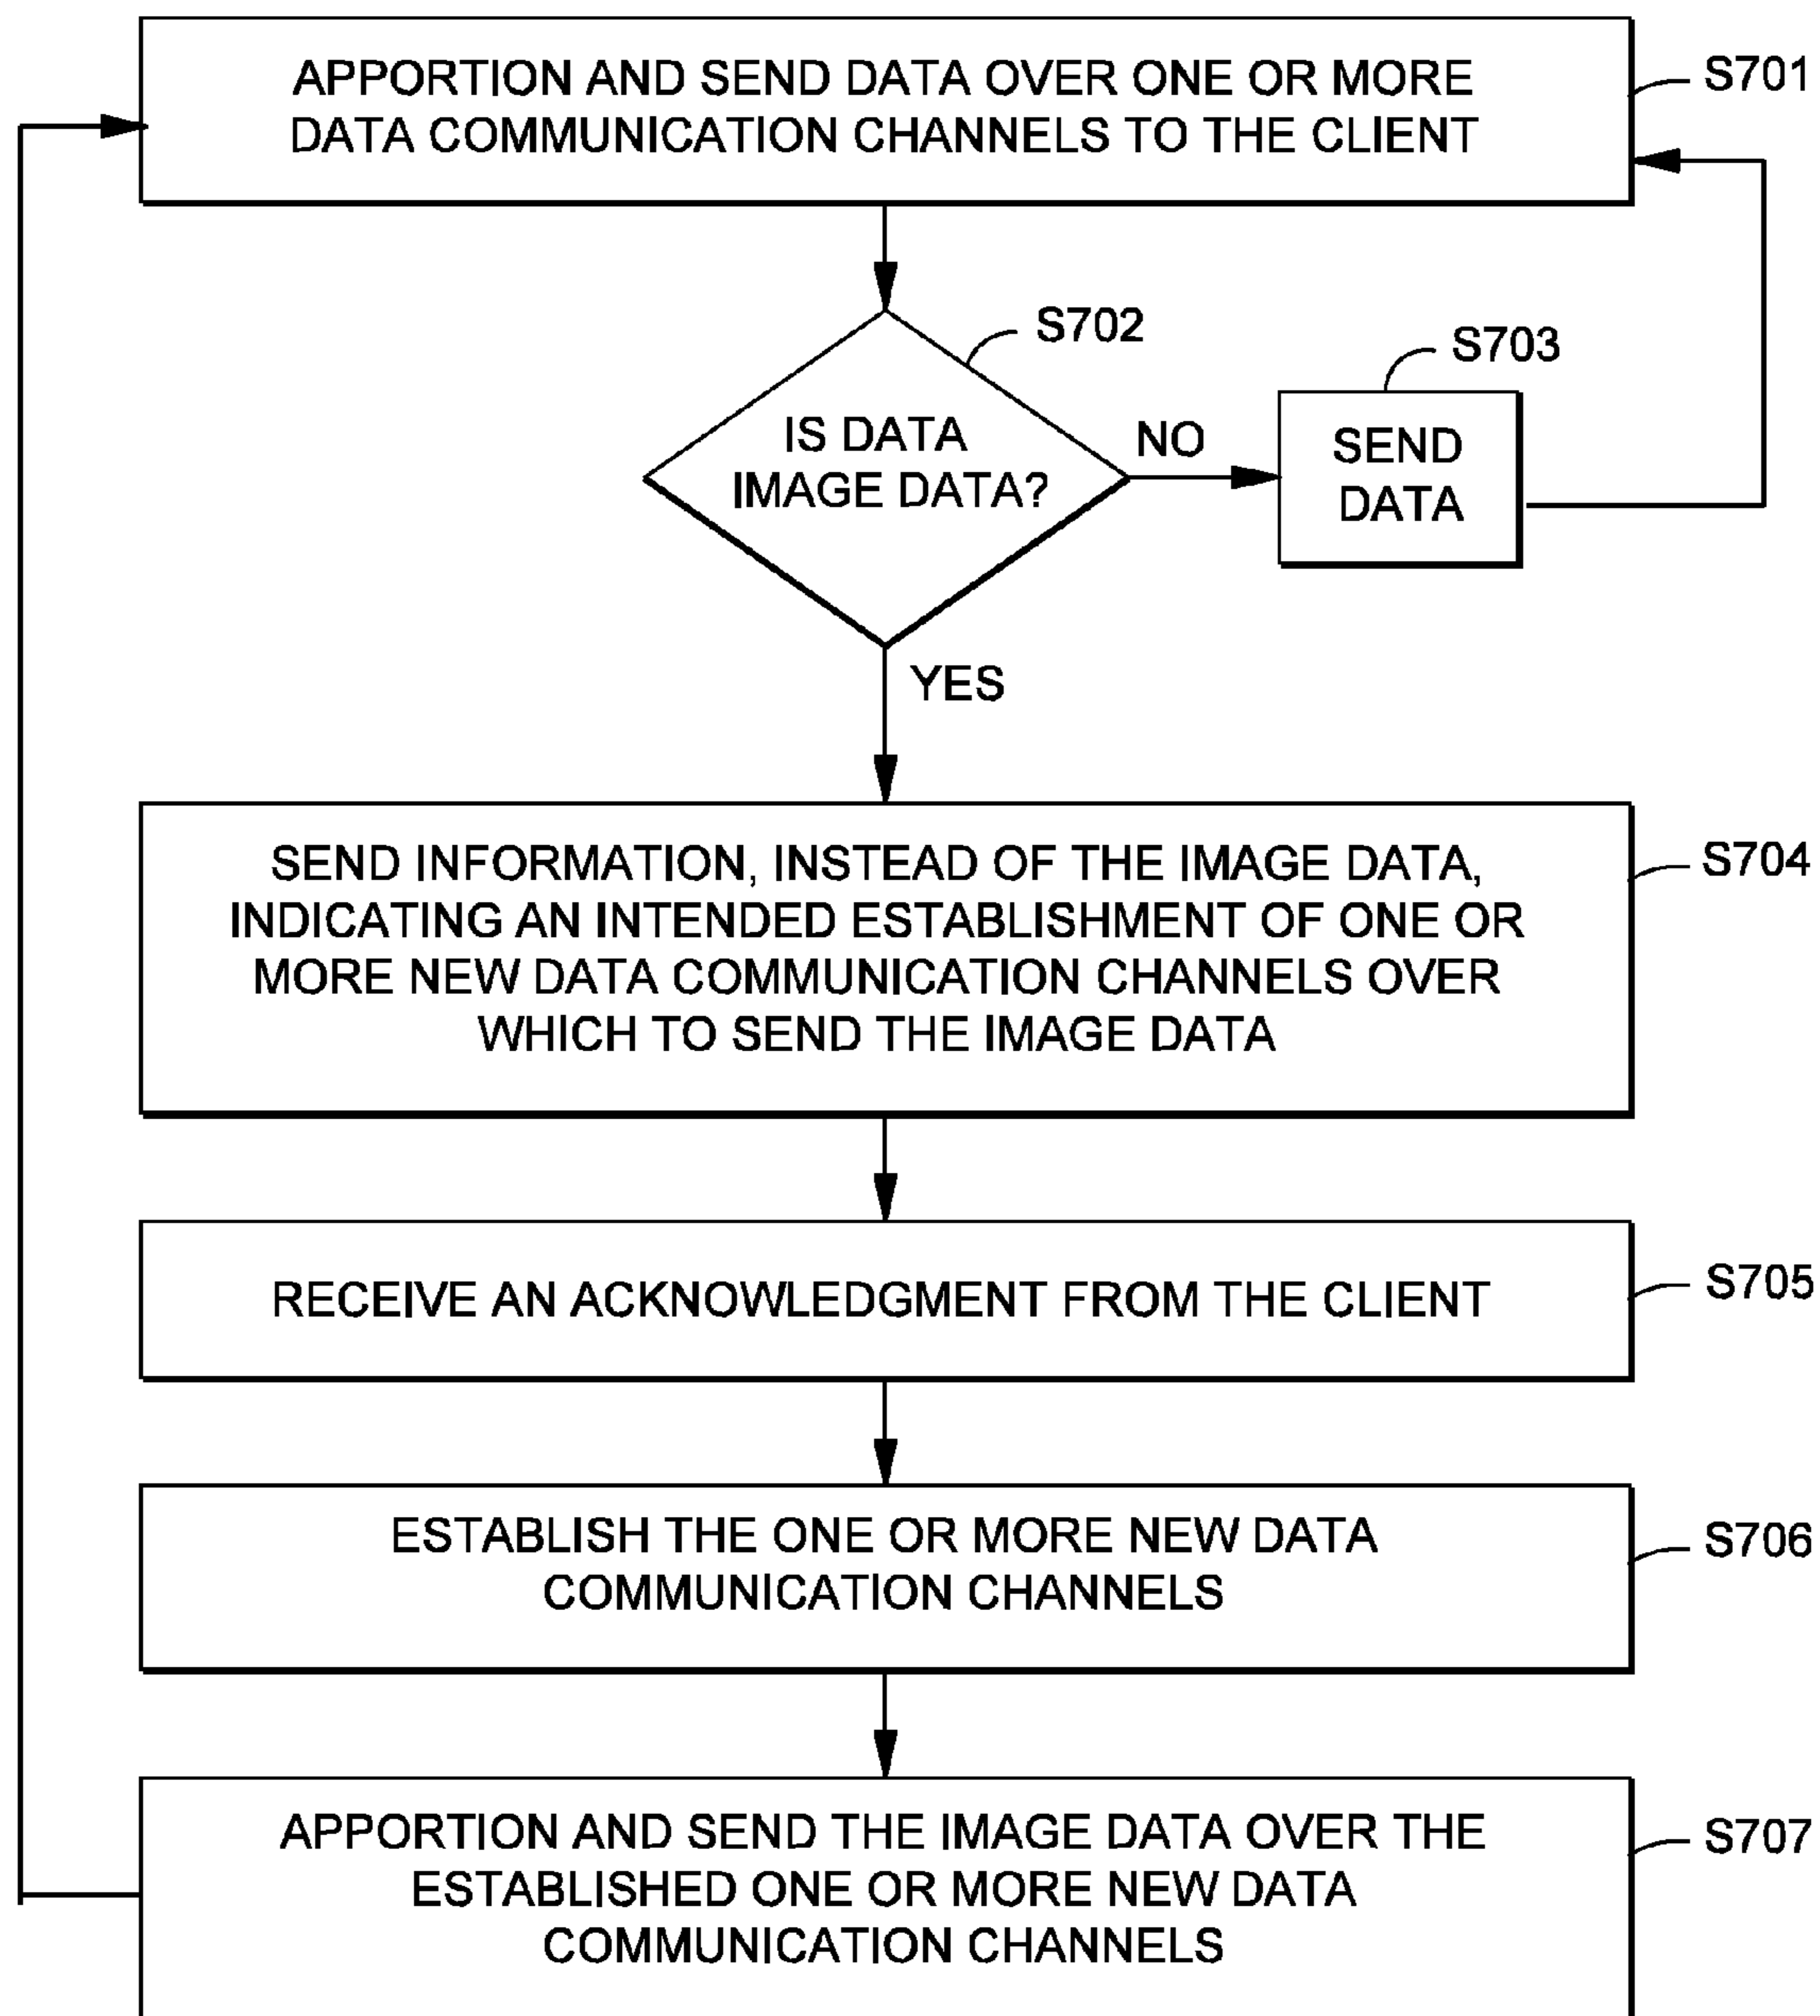 APPORTION AND SEND DATA OVER ONE OR MORE
DATA COMMUNICATION CHANNELS TO THE CLIENT
S701
S702
IS DATA
IMAGE DATA?
NO
S703
SEND
DATA
YES
SEND INFORMATION, INSTEAD OF THE IMAGE DATA,
INDICATING AN INTENDED ESTABLISHMENT OF ONE OR
MORE NEW DATA COMMUNICATION CHANNELS OVER
WHICH TO SEND THE IMAGE DATA
S704
RECEIVE AN ACKNOWLEDGMENT FROM THE CLIENT
S705
ESTABLISH THE ONE OR MORE NEW DATA
COMMUNICATION CHANNELS
S706
APPORTION AND SEND THE IMAGE DATA OVER THE
ESTABLISHED ONE OR MORE NEW DATA
COMMUNICATION CHANNELS
S707